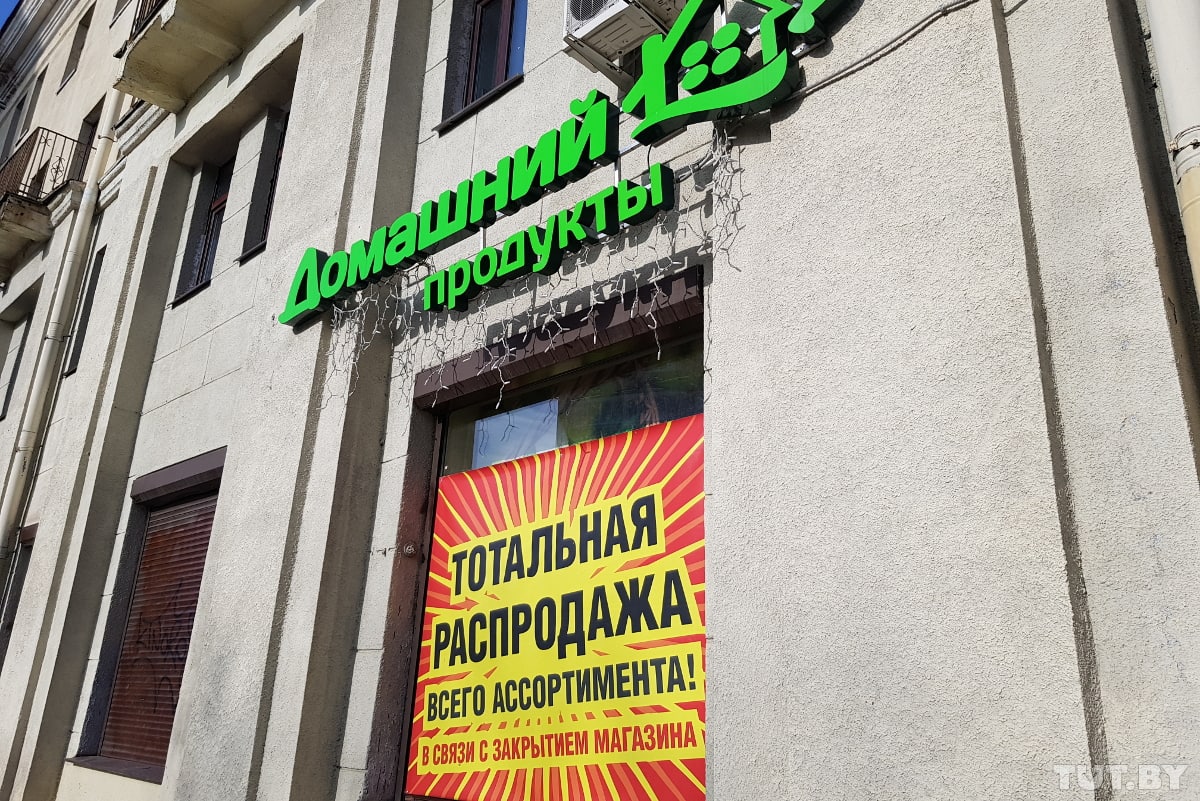 Домашний
продукты
ТОТАЛЬНАЯ
РАСПРОДАЖА
ВСЕГО АССОРТИМЕНТА!
В СВЯЗИ С ЗАКРЫТИЕМ МАГАЗИНА
TUT.BY